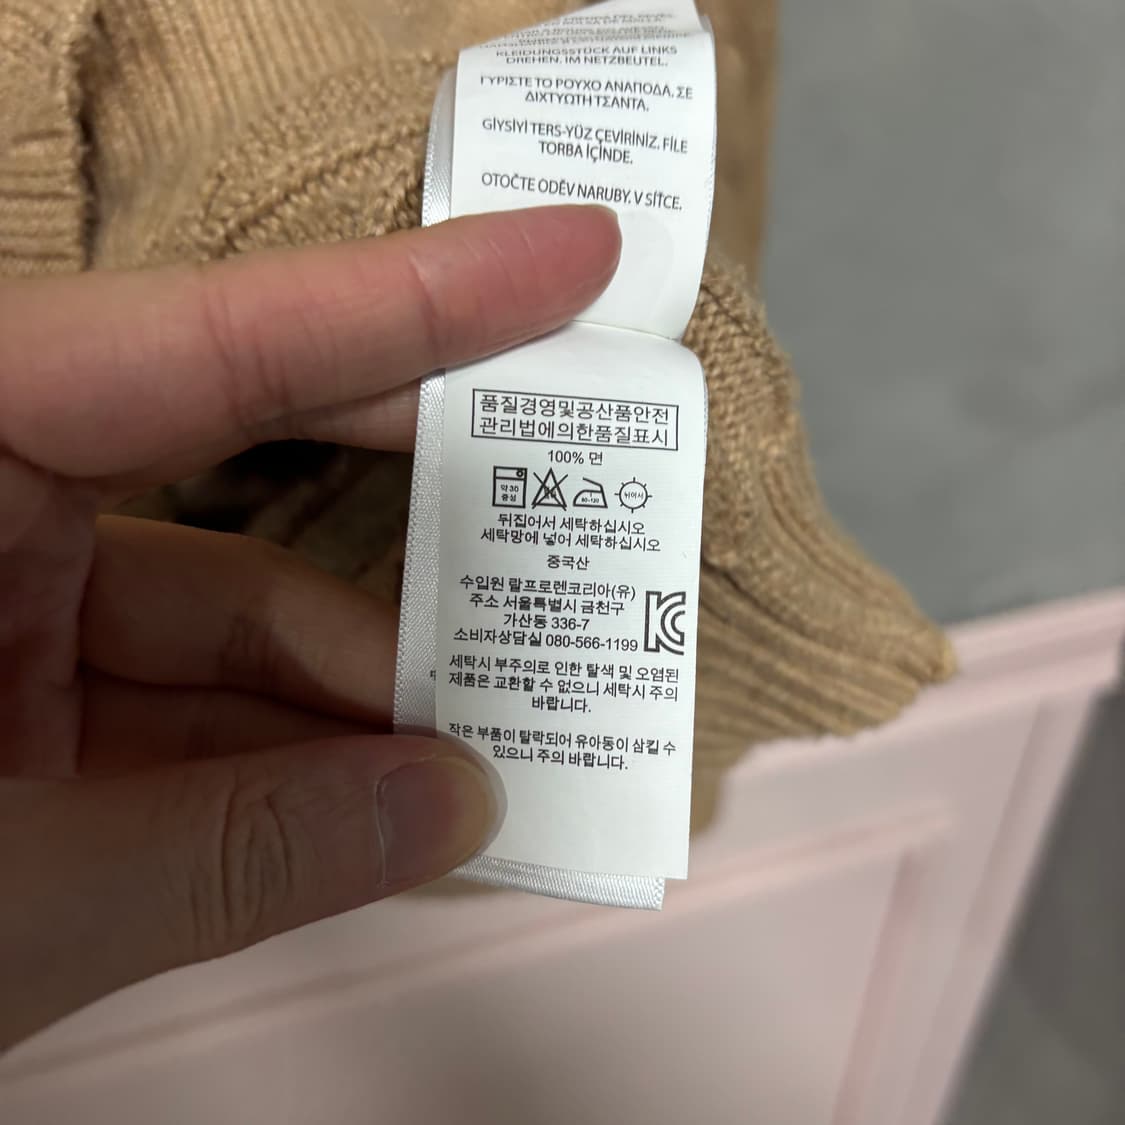 EN BOLSA DE MALLA.
KLEIDUNGSSTÜCK AUF LINKS
DREHEN. IM NETZBEUTEL.
ΓΥΡΙΣΤΕ ΤΟ ΡΟΥΧΟ ΑΝΑΠΟΔΑ. ΣΕ
ΔΙΧΤΥΩΤΗ ΤΣΑΝΤΑ.
GİYSİYİ TERS-YÜZ ÇEVİRİNİZ. FİLE
TORBA İÇİNDE.
OTOČTE ODĚV NARUBY. V SÍŤCE.
품질경영및공산품안전
관리법에의한품질표시
100% 면
약 30
중성
80-120
뉘어서
뒤집어서 세탁하십시오
세탁망에 넣어 세탁하십시오
중국산
수입원 랄프로렌코리아(유)
주소 서울특별시 금천구
가산동 336-7
소비자상담실 080-566-1199
세탁시 부주의로 인한 탈색 및 오염된
제품은 교환할 수 없으니 세탁시 주의
바랍니다.
작은 부품이 탈락되어 유아동이 삼킬 수
있으니 주의 바랍니다.